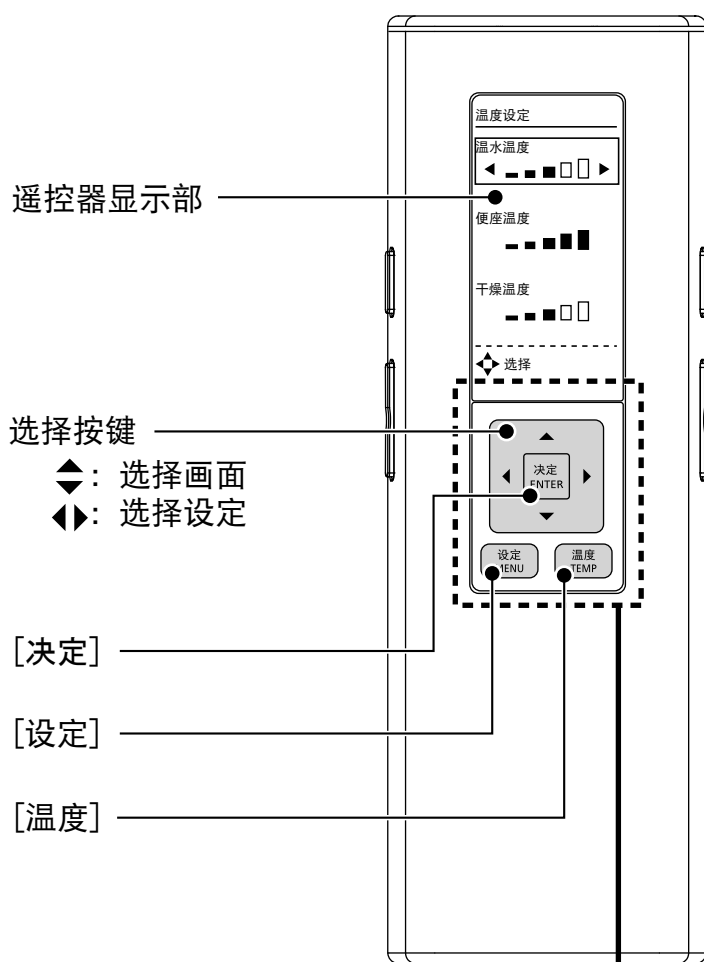 温度设定
温水温度
遥控器显示部
便座温度
干燥温度
选择
选择按键
：选择画面
：选择设定
决定
ENTER
设定
MENU
温度
TEMP
[决定]
[设定]
[温度]